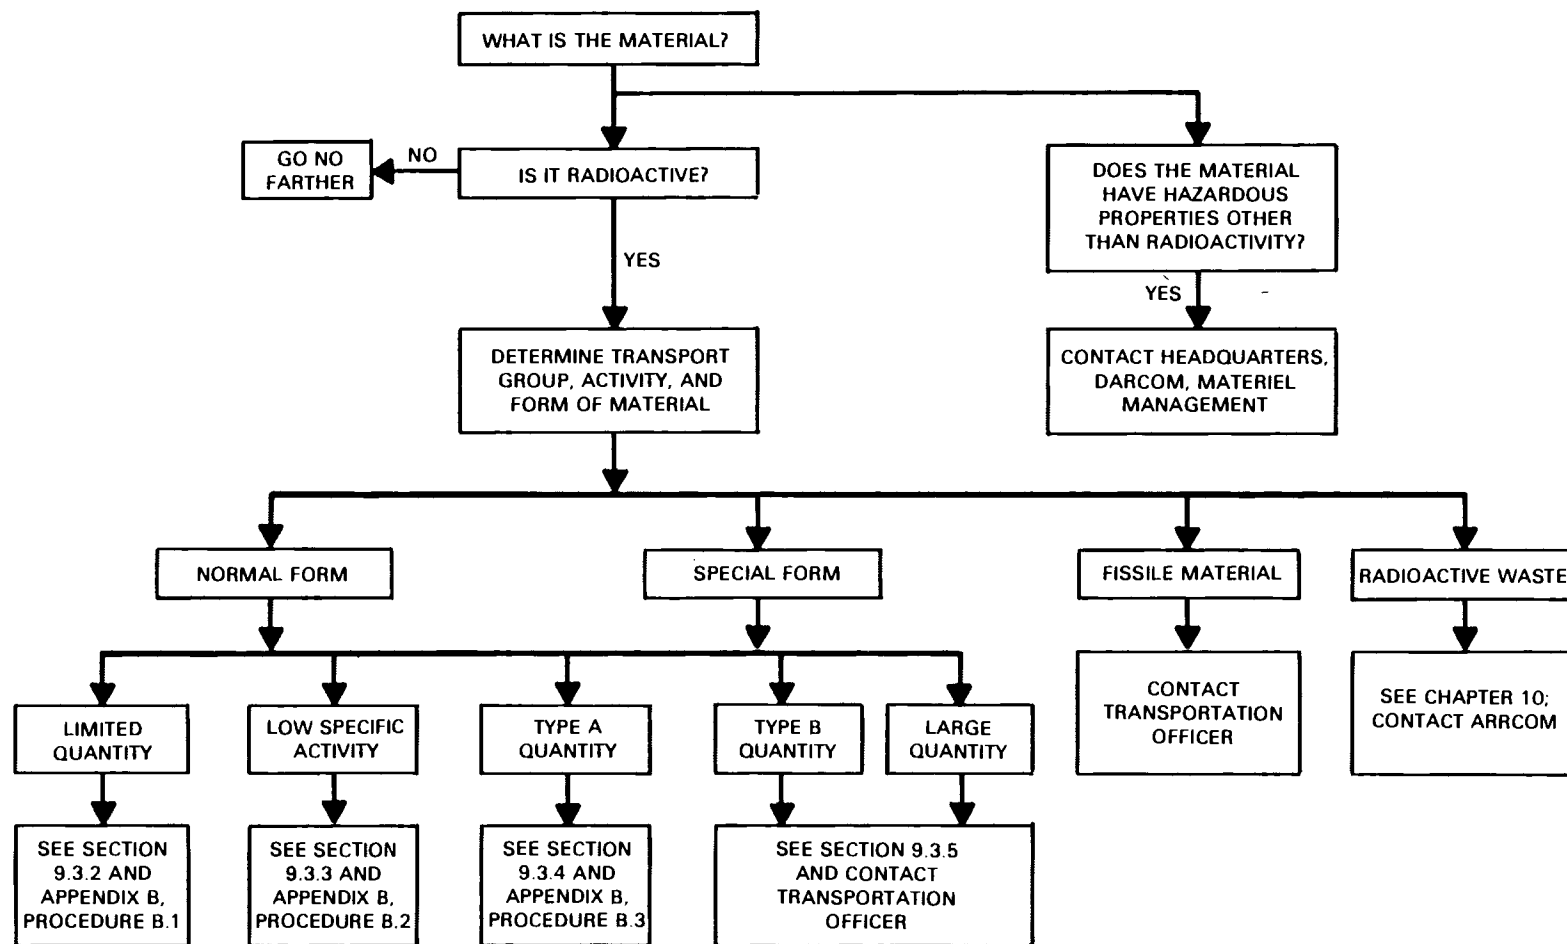 WHAT IS THE MATERIAL?
GO NO
FARTHER
NO
IS IT RADIOACTIVE?
DOES THE MATERIAL
HAVE HAZARDOUS
PROPERTIES OTHER
THAN RADIOACTIVITY?
YES
YES
DETERMINE TRANSPORT
GROUP, ACTIVITY, AND
FORM OF MATERIAL
CONTACT HEADQUARTERS,
DARCOM, MATERIEL
MANAGEMENT
NORMAL FORM
SPECIAL FORM
FISSILE MATERIAL
RADIOACTIVE WASTE
LIMITED
QUANTITY
LOW SPECIFIC
ACTIVITY
TYPE A
QUANTITY
TYPE B
QUANTITY
LARGE
QUANTITY
CONTACT
TRANSPORTATION
OFFICER
SEE CHAPTER 10;
CONTACT ARRCOM
SEE SECTION
9.3.2 AND
APPENDIX B,
PROCEDURE B.1
SEE SECTION
9.3.3 AND
APPENDIX B,
PROCEDURE B.2
SEE SECTION
9.3.4 AND
APPENDIX B,
PROCEDURE B.3
SEE SECTION 9.3.5
AND CONTACT
TRANSPORTATION
OFFICER